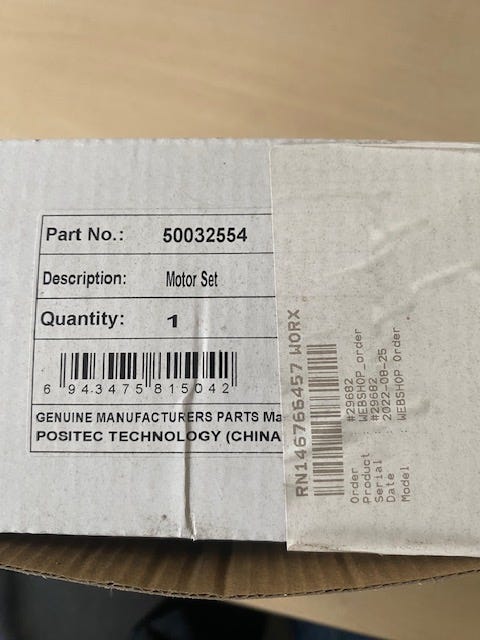 Part No.: 50032554
Description: Motor Set
Quantity: 1
6 943475 815042
GENUINE MANUFACTURERS PARTS Ma
POSITEC TECHNOLOGY (CHINA
RN146766457 WORX
Order : #29682
Product : WEBSHOP_order
Serial : #29682
Date : 2022-08-25
Model : WEBSHOP Order